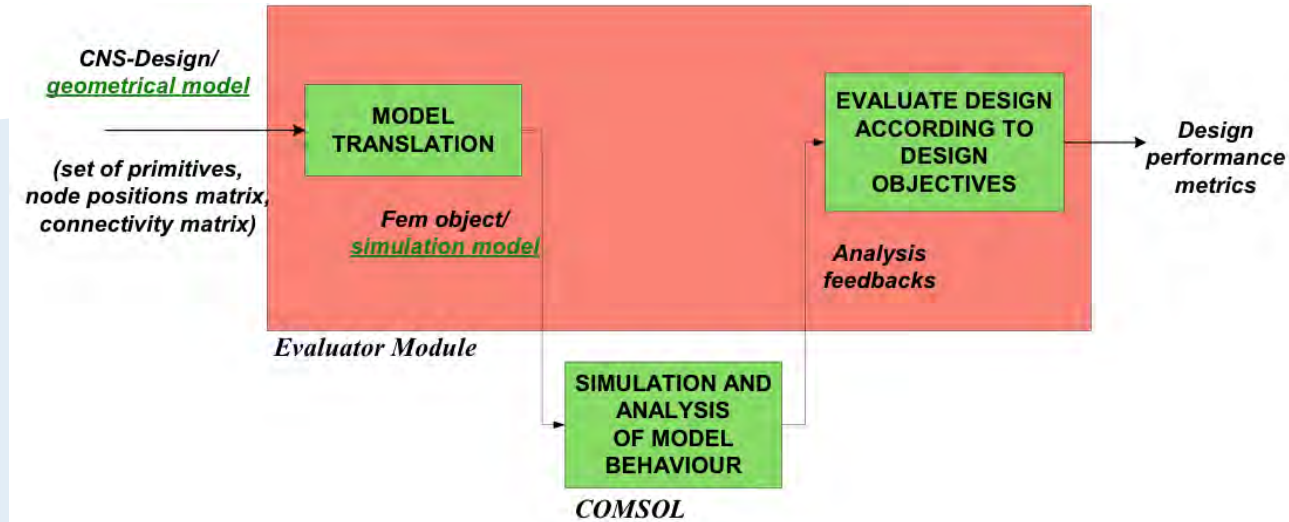 CNS-Design/
geometrical model
(set of primitives,
node positions matrix,
connectivity matrix)
MODEL
TRANSLATION
Fem object/
simulation model
EVALUATE DESIGN
ACCORDING TO
DESIGN
OBJECTIVES
Analysis
feedbacks
Design
performance
metrics
Evaluator Module
SIMULATION AND
ANALYSIS
OF MODEL
BEHAVIOUR
COMSOL